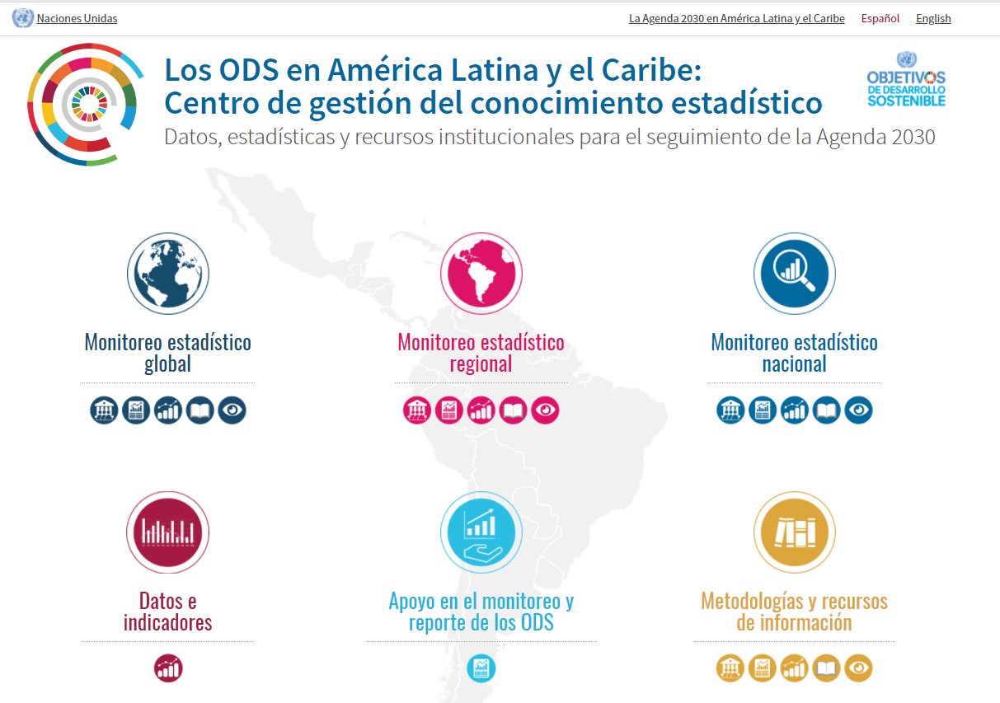 Naciones Unidas
La Agenda 2030 en América Latina y el Caribe
Español
English
Los ODS en América Latina y el Caribe:
Centro de gestión del conocimiento estadístico
Datos, estadísticas y recursos institucionales para el seguimiento de la Agenda 2030
OBJETIVOS
DE DESARROLLO
SOSTENIBLE
Monitoreo estadístico
global
Monitoreo estadístico
regional
Monitoreo estadístico
nacional
Datos e
indicadores
Apoyo en el monitoreo y
reporte de los ODS
Metodologías y recursos
de información